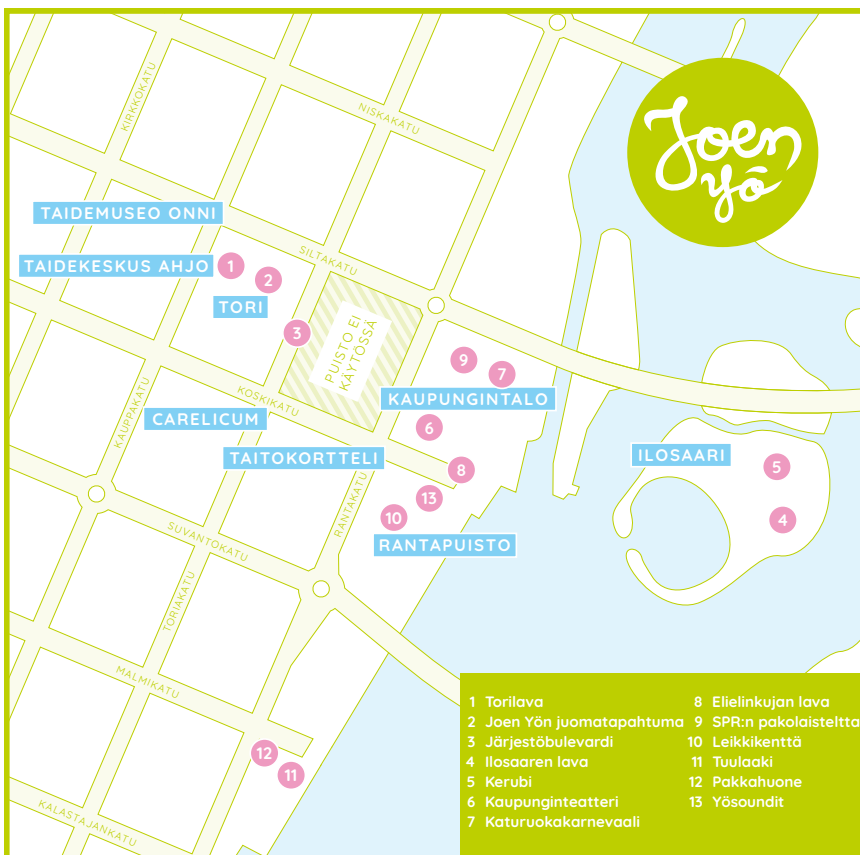 Joen
yö
KIRKKOKATU
NISKAKATU
TAIDEMUSEO ONNI
SILTAKATU
TAIDEKESKUS AHJO
1
2
TORI
3
PUISTO EI
KÄYTÖSSÄ
9
7
KAUPUNGINTALO
KAUPPAKATU
KOSKIKATU
CARELICUM
6
TAITOKORTTELI
8
ILOSAARI
5
13
10
4
RANTAKATU
RANTAPUISTO
SUVANTOKATU
TORIAKATU
MALMIKATU
12
11
KALASTAJANKATU
1 Torilava
2 Joen Yön juomatapahtuma
3 Järjestöbulevardi
4 Ilosaaren lava
5 Kerubi
6 Kaupunginteatteri
7 Katuruokakarnevaali
8 Elielinkujan lava
9 SPR:n pakolaisteltta
10 Leikkikenttä
11 Tuulaaki
12 Pakkahuone
13 Yösoundit